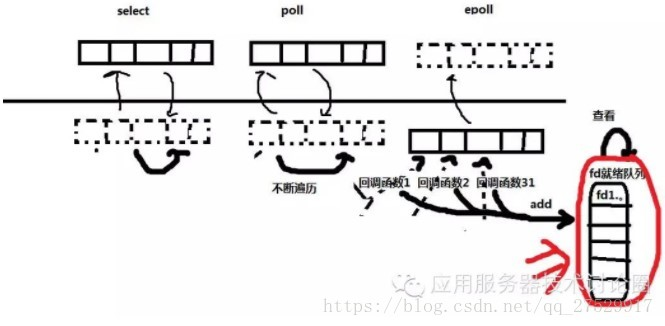 select
poll
epoll
查看
fd就绪队列
fd1.。
不断遍历
回调函数1
回调函数2
回调函数31
add
应用服务器技术讨论圈
https://blog.csdn.net/qq_27529917